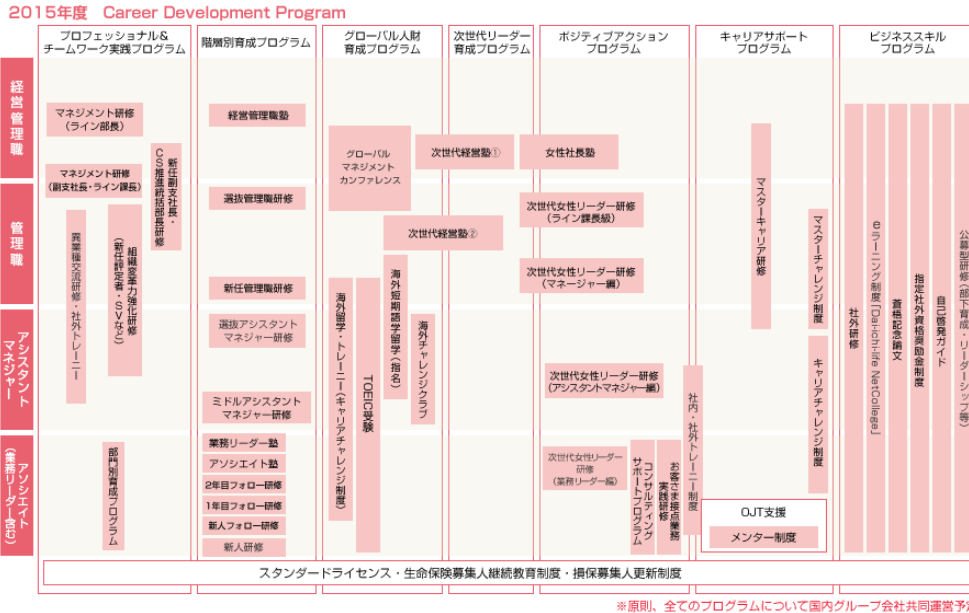 2015年度 Career Development Program
プロフェッショナル＆
チームワーク実践プログラム
階層別育成プログラム
グローバル人財
育成プログラム
次世代リーダー
育成プログラム
ポジティブアクション
プログラム
キャリアサポート
プログラム
ビジネススキル
プログラム
経営管理職
管理職
アシスタント
マネジャー
アソシエイト
（業務リーダー含む）
マネジメント研修
（ライン部長）
マネジメント研修
（副支社長・ライン課長）
新任副支社長・
CS推進統括部長研修
異業種交流研修・社外トレーニー
組織変革力強化研修
（新任評定者・SVなど）
部門別育成プログラム
経営管理職塾
選抜管理職研修
新任管理職研修
選抜アシスタント
マネジャー研修
ミドルアシスタント
マネジャー研修
業務リーダー塾
アソシエイト塾
2年目フォロー研修
1年目フォロー研修
新人フォロー研修
新人研修
グローバル
マネジメント
カンファレンス
次世代経営塾①
次世代経営塾②
海外留学・トレーニー（キャリアチャレンジ制度）
TOEIC受験
海外短期語学留学（指名）
海外チャレンジクラブ
女性社長塾
次世代女性リーダー研修
（ライン課長級）
次世代女性リーダー研修
（マネージャー編）
次世代女性リーダー研修
（アシスタントマネジャー編）
次世代女性リーダー
研修
（業務リーダー編）
コンサルティング
サポートプログラム
お客さま接点業務
実践研修
社内・社外トレーニー制度
マスターキャリア研修
マスターチャレンジ制度
キャリアチャレンジ制度
OJT支援
メンター制度
社外研修
eラーニング制度「Dai-ichi-life NetCollege」
蒼梧記念論文
指定社外資格奨励金制度
自己啓発ガイド
公募型研修（部下育成・リーダーシップ等）
スタンダードライセンス・生命保険募集人継続教育制度・損保募集人更新制度
※原則、全てのプログラムについて国内グループ会社共同運営予